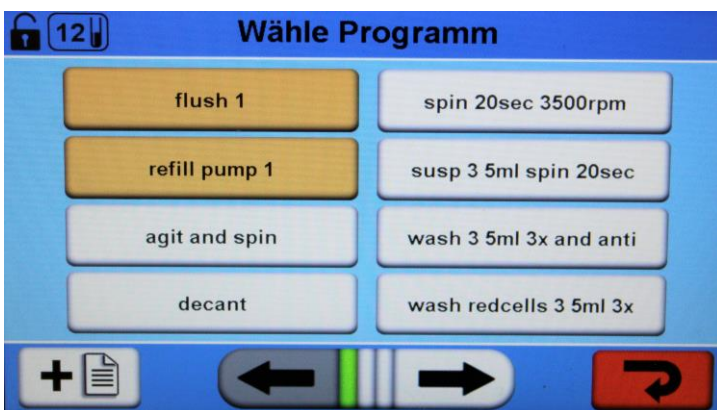 12
Wähle Programm
flush 1
spin 20sec 3500rpm
refill pump 1
susp 3 5ml spin 20sec
agit and spin
wash 3 5ml 3x and anti
decant
wash redcells 3 5ml 3x